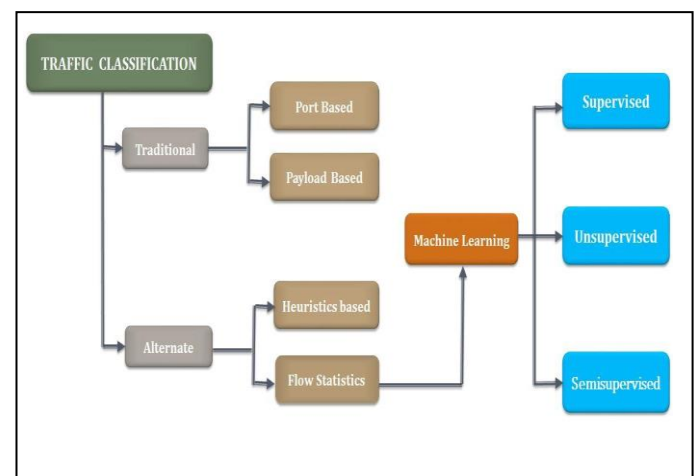 TRAFFIC CLASSIFICATION
Traditional
Port Based
Payload Based
Alternate
Heuristics based
Flow Statistics
Machine Learning
Supervised
Unsupervised
Semisupervised